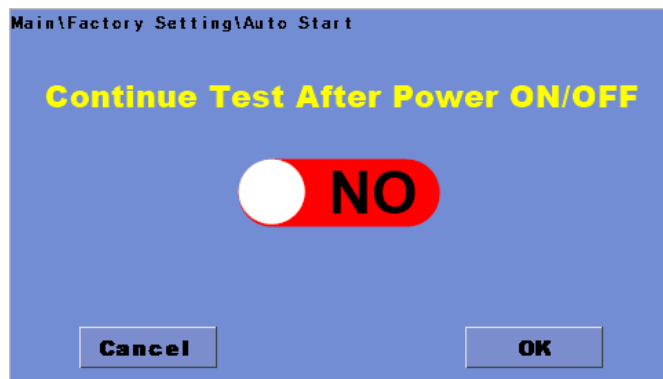 Main\Factory Setting\Auto Start
Continue Test After Power ON/OFF
NO
Cancel
OK